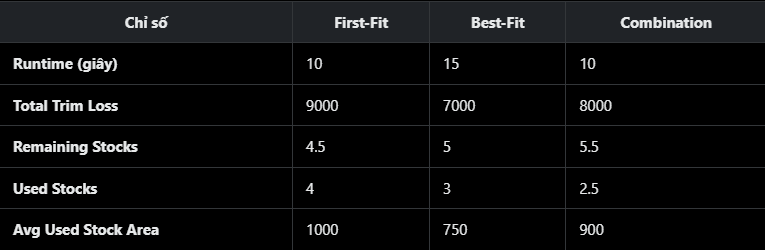 Chỉ số First-Fit Best-Fit Combination
Runtime (giây) 10 15 10
Total Trim Loss 9000 7000 8000
Remaining Stocks 4.5 5 5.5
Used Stocks 4 3 2.5
Avg Used Stock Area 1000 750 900